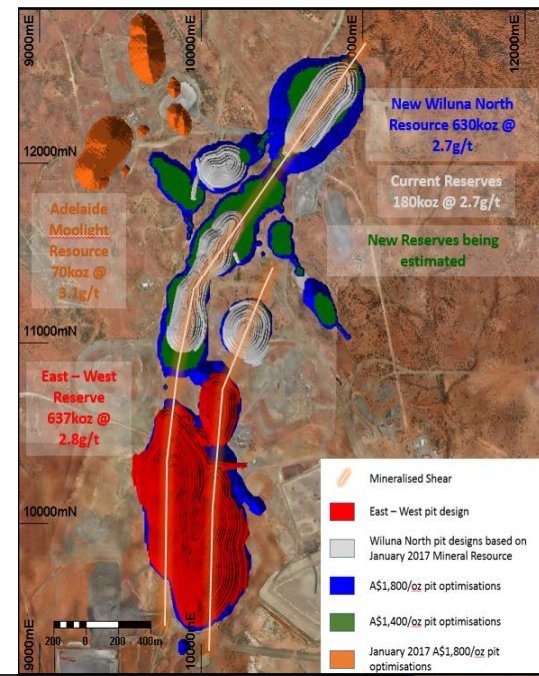 9000mE
10000mE
12000mE
New Wiluna North
Resource 630koz @
2.7g/t
12000mN
Current Reserves
180koz @ 2.7g/t
Adelaide
Moolight
Resource
70koz @
3.1g/t
New Reserves being
estimated
11000mN
East – West
Reserve
637koz @
2.8g/t
Mineralised Shear
East – West pit design
10000mN
Wiluna North pit designs based on
January 2017 Mineral Resource
A$1,800/oz pit optimisations
A$1,400/oz pit optimisations
200 0 200 400m
January 2017 A$1,800/oz pit
optimisations
9000mE
10000mE